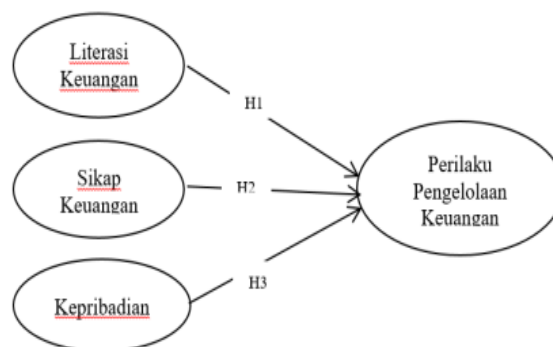 Literasi
Keuangan
H1
Sikap
Keuangan
H2
Perilaku
Pengelolaan
Keuangan
Kepribadian
H3